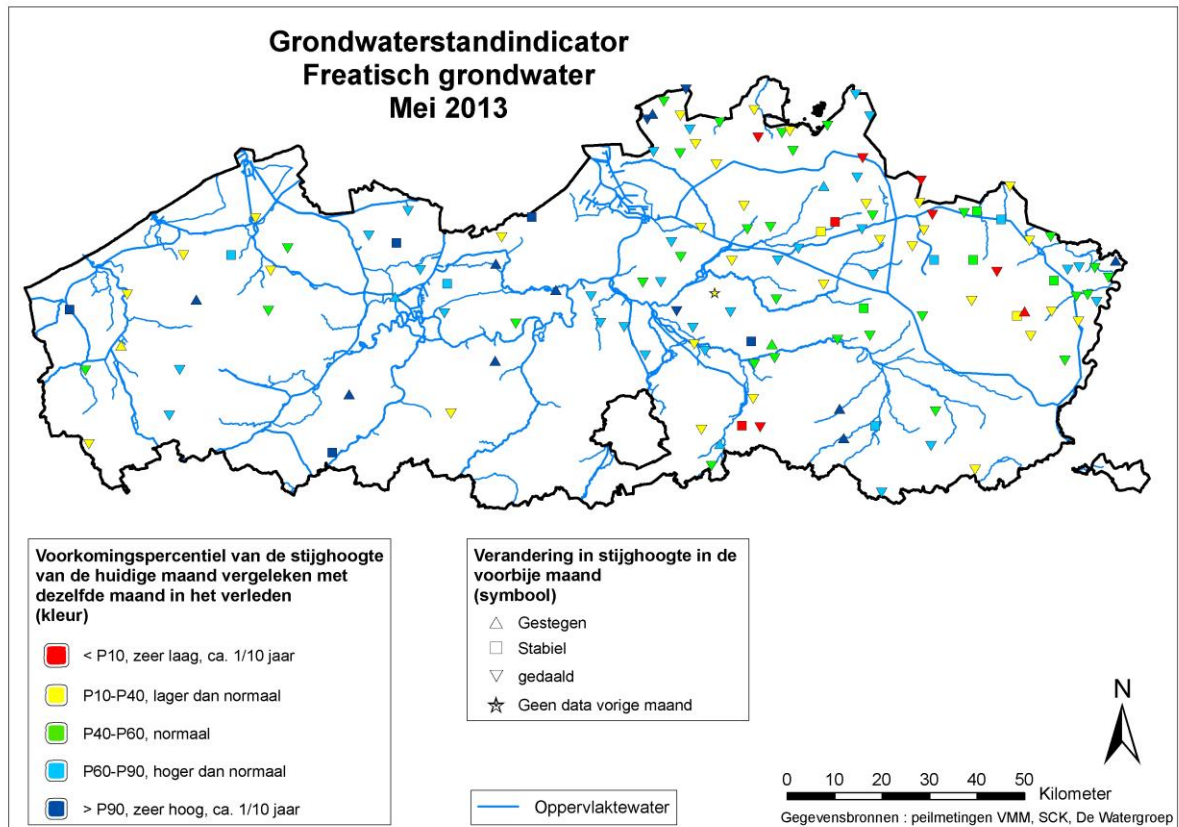 Grondwaterstandindicator
Freatisch grondwater
Mei 2013
Voorkomingspercentiel van de stijghoogte
van de huidige maand vergeleken met
dezelfde maand in het verleden
(kleur)
< P10, zeer laag, ca. 1/10 jaar
P10-P40, lager dan normaal
P40-P60, normaal
P60-P90, hoger dan normaal
> P90, zeer hoog, ca. 1/10 jaar
Verandering in stijghoogte in de
voorbije maand
(symbool)
Gestegen
Stabiel
gedaald
Geen data vorige maand
Oppervlaktewater
N
0 10 20 30 40 50
Kilometer
Gegevensbronnen : peilmetingen VMM, SCK, De Watergroep